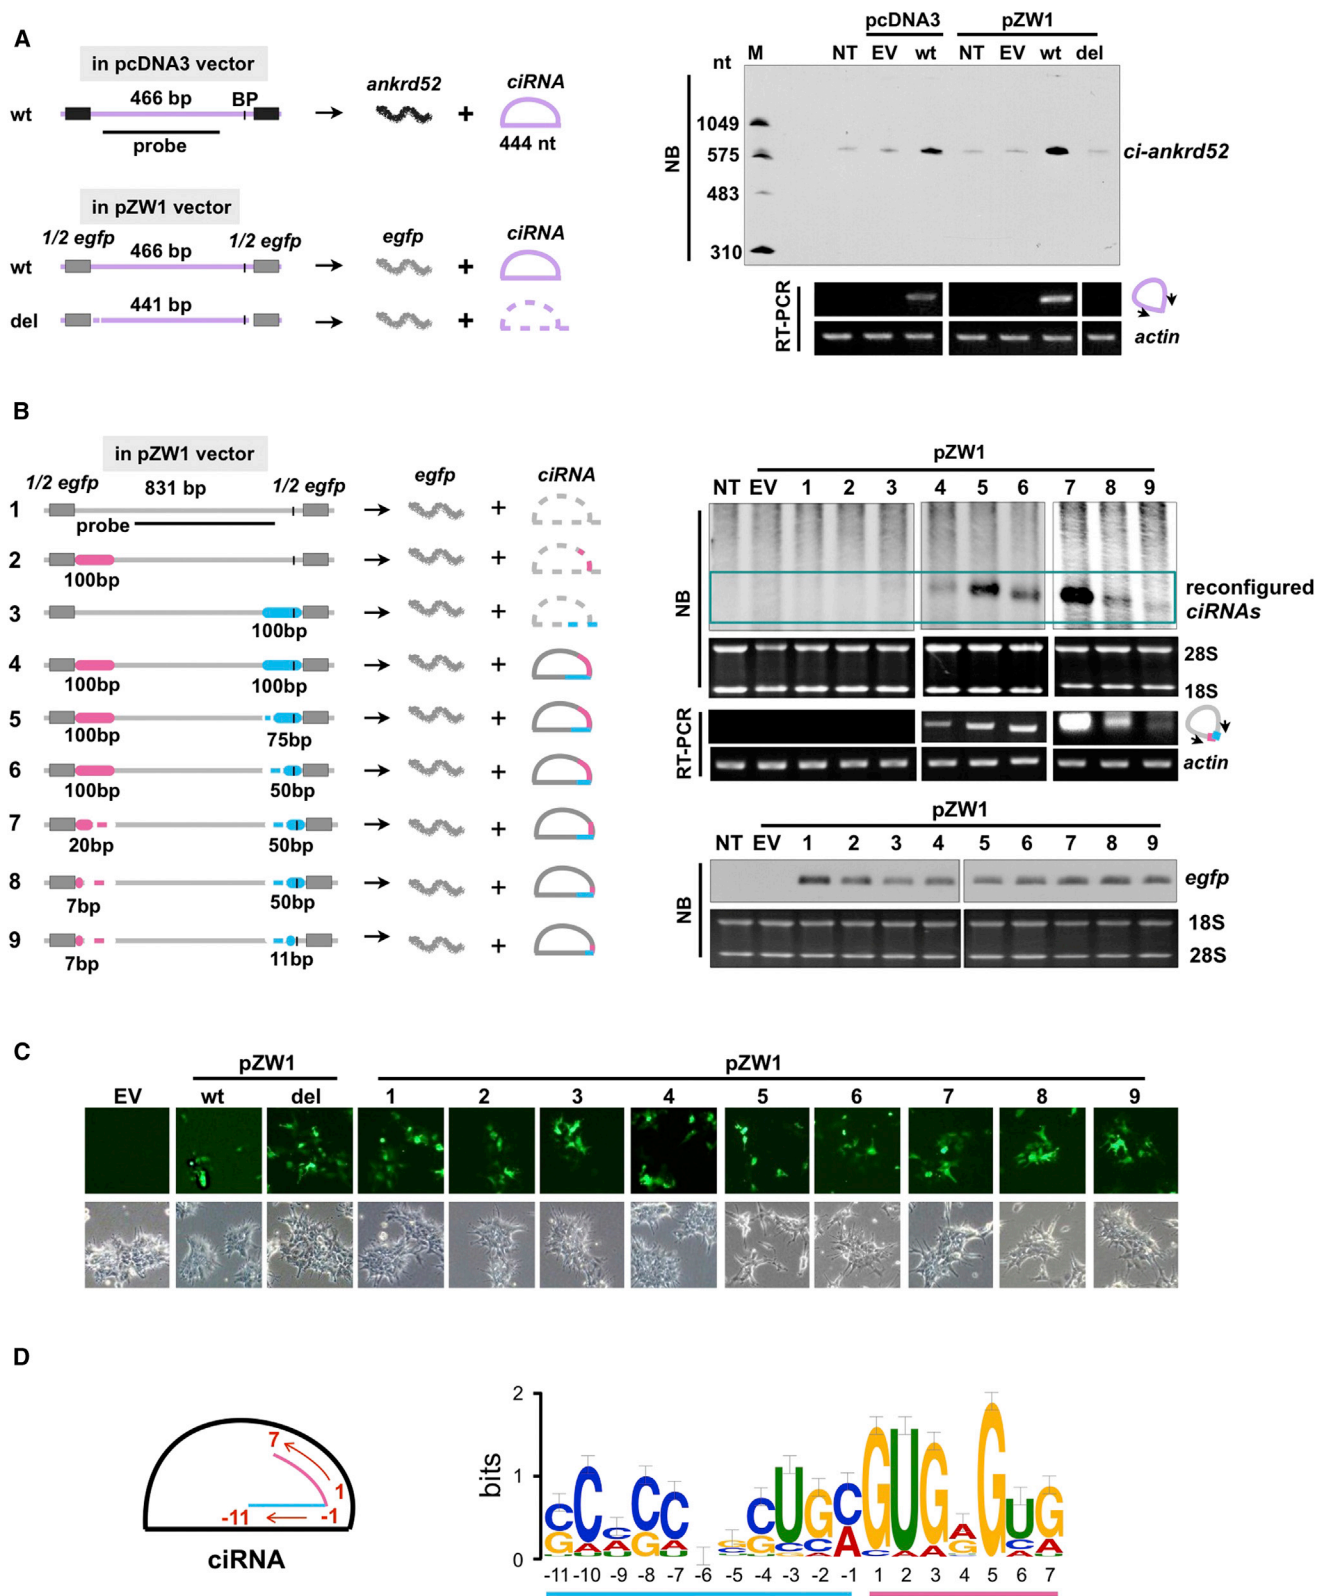 A
in pcDNA3 vector
wt
466 bp
BP
probe
ankrd52
+
ciRNA
444 nt
in pZW1 vector
1/2 egfp
466 bp
1/2 egfp
egfp
ciRNA
wt
+
del
441 bp
+
pcDNA3
pZW1
nt
M
NT
EV
wt
NT
EV
wt
del
NB
1049
575
483
310
ci-ankrd52
RT-PCR
actin
B
in pZW1 vector
1/2 egfp
831 bp
1/2 egfp
egfp
ciRNA
1
probe
+
2
100bp
+
3
100bp
+
4
100bp
100bp
+
5
100bp
75bp
+
6
100bp
50bp
+
7
20bp
50bp
+
8
7bp
50bp
+
9
7bp
11bp
+
pZW1
NT EV 1 2 3 4 5 6 7 8 9
NB
reconfigured
ciRNAs
28S
18S
RT-PCR
actin
pZW1
NT EV 1 2 3 4 5 6 7 8 9
NB
egfp
18S
28S
C
pZW1
pZW1
EV wt del 1 2 3 4 5 6 7 8 9
D
7
1
-11
-1
ciRNA
bits
2
1
0
-11 -10 -9 -8 -7 -6 -5 -4 -3 -2 -1 1 2 3 4 5 6 7